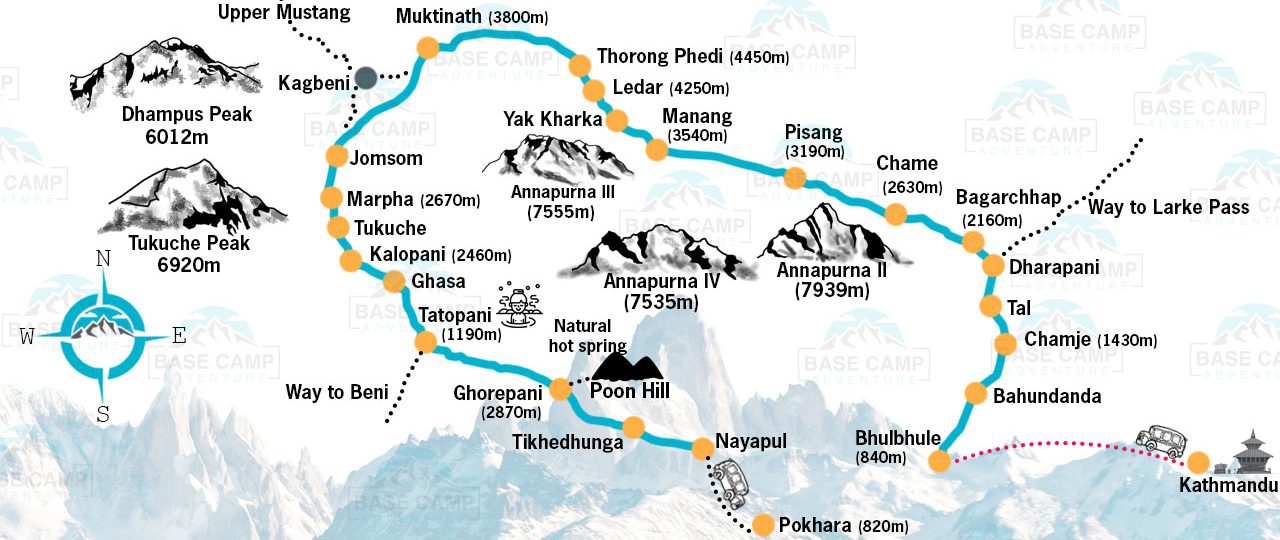 Upper Mustang
Muktinath (3800m)
Kagbeni
Thorong Phedi (4450m)
Ledar (4250m)
Yak Kharka
Manang
(3540m)
Pisang
(3190m)
Chame
(2630m)
Bagarchhap
(2160m)
Way to Larke Pass
Dharapani
Tal
Chamje (1430m)
Bahundanda
Bhulbhule
(840m)
Kathmandu
Dhampus Peak
6012m
Tukuche Peak
6920m
Jomsom
Marpha (2670m)
Tukuche
Kalopani (2460m)
Ghasa
Tatopani
(1190m)
Natural
hot spring
Way to Beni
Ghorepani
(2870m)
Poon Hill
Tikhedhunga
Nayapul
Pokhara (820m)
Annapurna III
(7555m)
Annapurna IV
(7535m)
Annapurna II
(7939m)
N
W
E
S
BASE CAMP
ADVENTURE